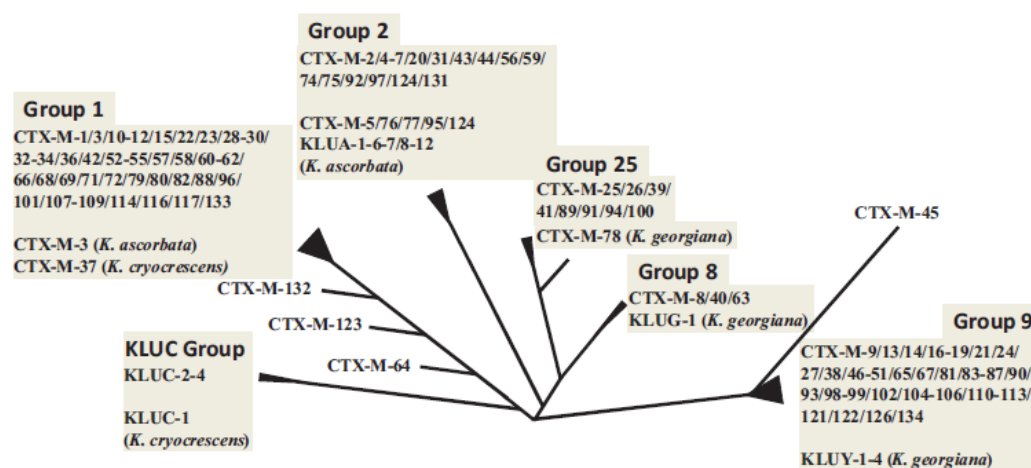 Group 2
CTX-M-2/4-7/20/31/43/44/56/59/
74/75/92/97/124/131
CTX-M-5/76/77/95/124
KLUA-1-6-7/8-12
(K. ascorbata)
Group 1
CTX-M-1/3/10-12/15/22/23/28-30/
32-34/36/42/52-55/57/58/60-62/
66/68/69/71/72/79/80/82/88/96/
101/107-109/114/116/117/133
CTX-M-3 (K. ascorbata)
CTX-M-37 (K. cryocrescens)
Group 25
CTX-M-25/26/39/
41/89/91/94/100
CTX-M-78 (K. georgiana)
CTX-M-45
Group 8
CTX-M-8/40/63
KLUG-1 (K. georgiana)
CTX-M-132
CTX-M-123
CTX-M-64
KLUC Group
KLUC-2-4
KLUC-1
(K. cryocrescens)
Group 9
CTX-M-9/13/14/16-19/21/24/
27/38/46-51/65/67/81/83-87/90/
93/98-99/102/104-106/110-113/
121/122/126/134
KLUY-1-4 (K. georgiana)